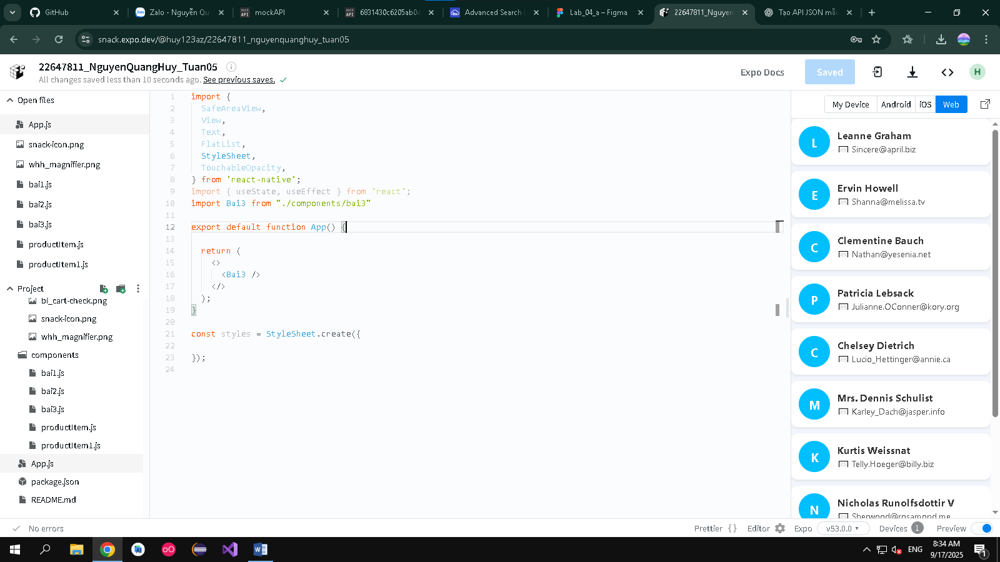 GitHub
Zalo - Nguyễn Qu
mock API
mockAPI
mock API
6831430c6205ab0d
Advanced Search
Lab_04_a – Figma
22647811_Nguyen
Tạo API JSON mẫu
snack.expo.dev/@huy123az/22647811_nguyenquanghuy_tuan05
22647811_NguyenQuangHuy_Tuan05
All changes saved less than 10 seconds ago. See previous saves.
Expo Docs
Saved
H
Open files
App.js
snack-icon.png
whh_magnifier.png
bai1.js
bai2.js
bai3.js
productItem.js
productItem1.js
Project
bi_cart-check.png
snack-icon.png
whh_magnifier.png
components
bai1.js
bai2.js
bai3.js
productItem.js
productItem1.js
App.js
package.json
README.md
1 import {
2 SafeAreaView,
3 View,
4 Text,
5 FlatList,
6 StyleSheet,
7 TouchableOpacity,
8 } from 'react-native';
9 import { useState, useEffect } from 'react';
10 import Bai3 from "./components/bai3"
11
12 export default function App() {
13
14 return (
15 <>
16 <Bai3 />
17 </>
18 );
19 }
20
21 const styles = StyleSheet.create({
22
23 });
24
My Device
Android
iOS
Web
L
Leanne Graham
Sincere@april.biz
E
Ervin Howell
Shanna@melissa.tv
C
Clementine Bauch
Nathan@yesenia.net
P
Patricia Lebsack
Julianne.OConner@kory.org
C
Chelsey Dietrich
Lucio_Hettinger@annie.ca
M
Mrs. Dennis Schulist
Karley_Dach@jasper.info
K
Kurtis Weissnat
Telly.Hoeger@billy.biz
N
Nicholas Runolfsdottir V
Sherwood@rosamond.me
No errors
Prettier { }
Editor
Expo
v53.0.0
Devices 1
Preview
ENG
8:34 AM
9/17/2025
1